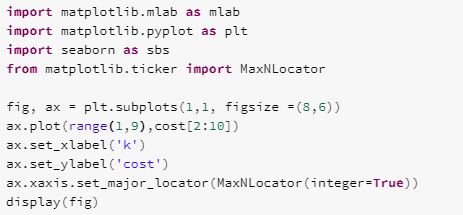 import matplotlib.mlab as mlab
import matplotlib.pyplot as plt
import seaborn as sbs
from matplotlib.ticker import MaxNLocator
fig, ax = plt.subplots(1,1, figsize =(8,6))
ax.plot(range(1,9),cost[2:10])
ax.set_xlabel('k')
ax.set_ylabel('cost')
ax.xaxis.set_major_locator(MaxNLocator(integer=True))
display(fig)